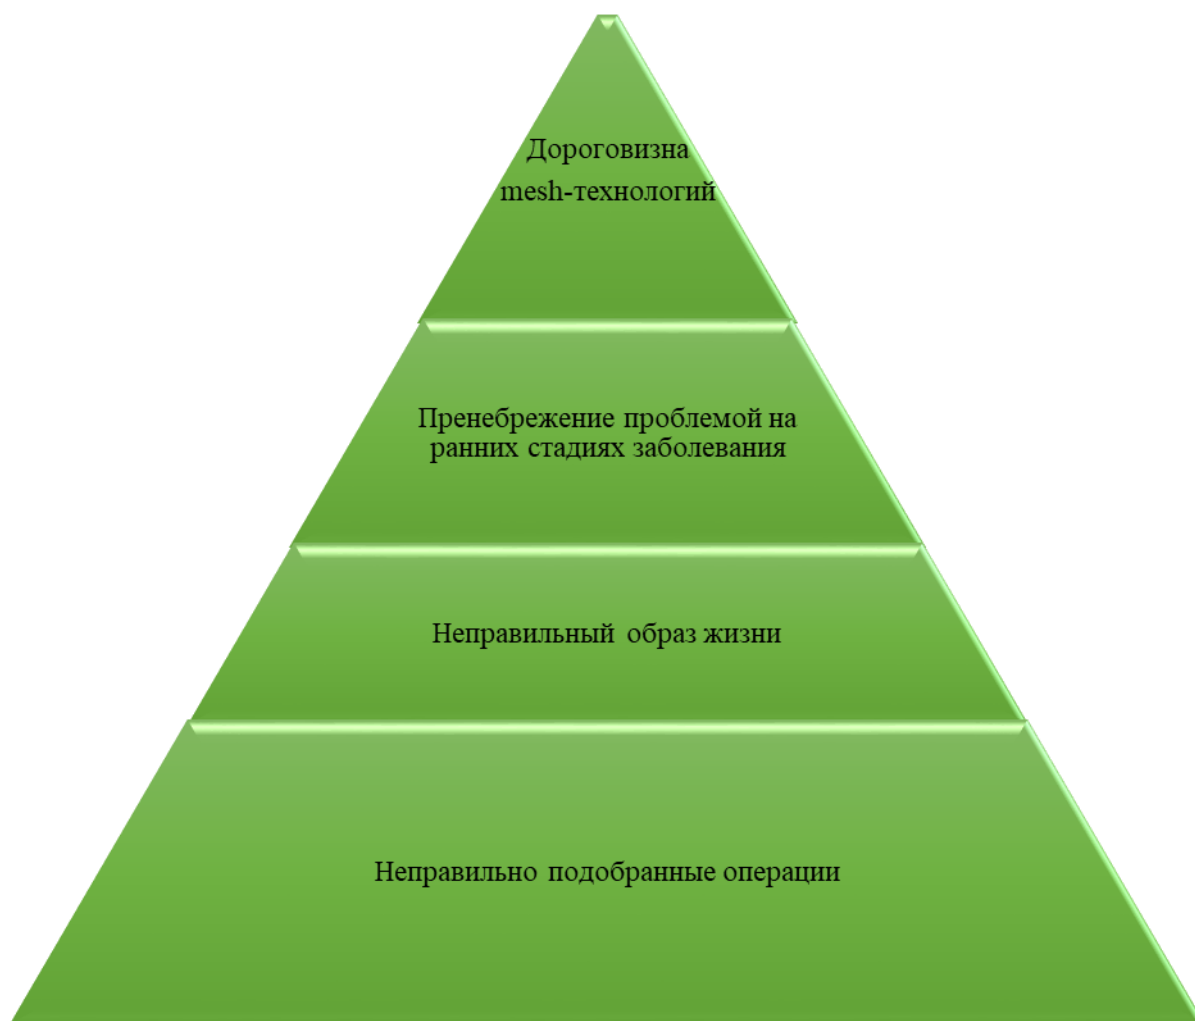 Дороговизна
mesh-технологий
Пренебрежение проблемой на
ранних стадиях заболевания
Неправильный образ жизни
Неправильно подобранные операции